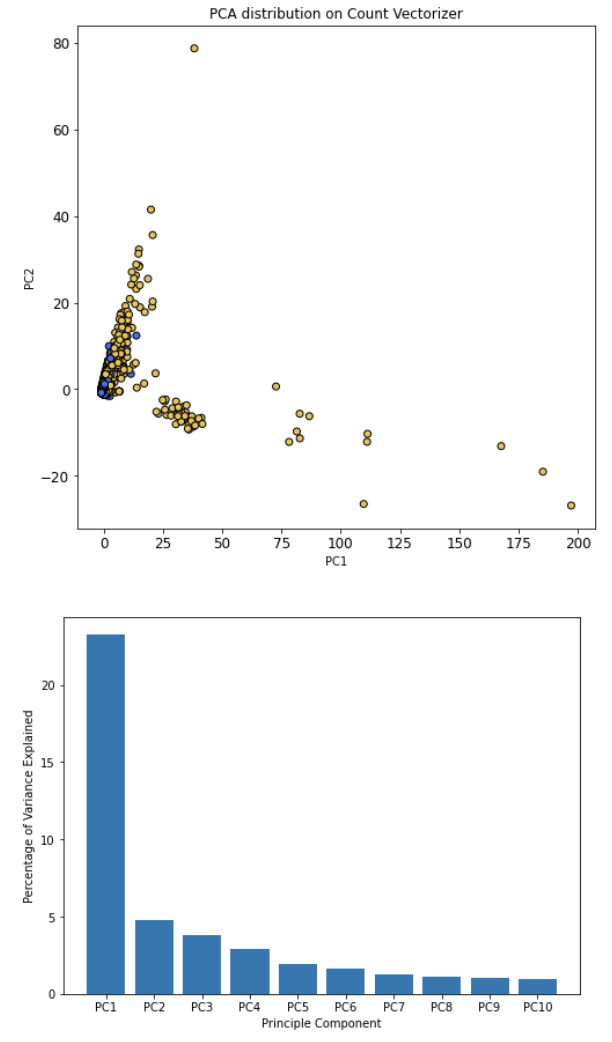 PCA distribution on Count Vectorizer
80
60
40
20
0
−20
PC2
0 25 50 75 100 125 150 175 200
PC1
20
15
10
5
0
Percentage of Variance Explained
PC1 PC2 PC3 PC4 PC5 PC6 PC7 PC8 PC9 PC10
Principle Component